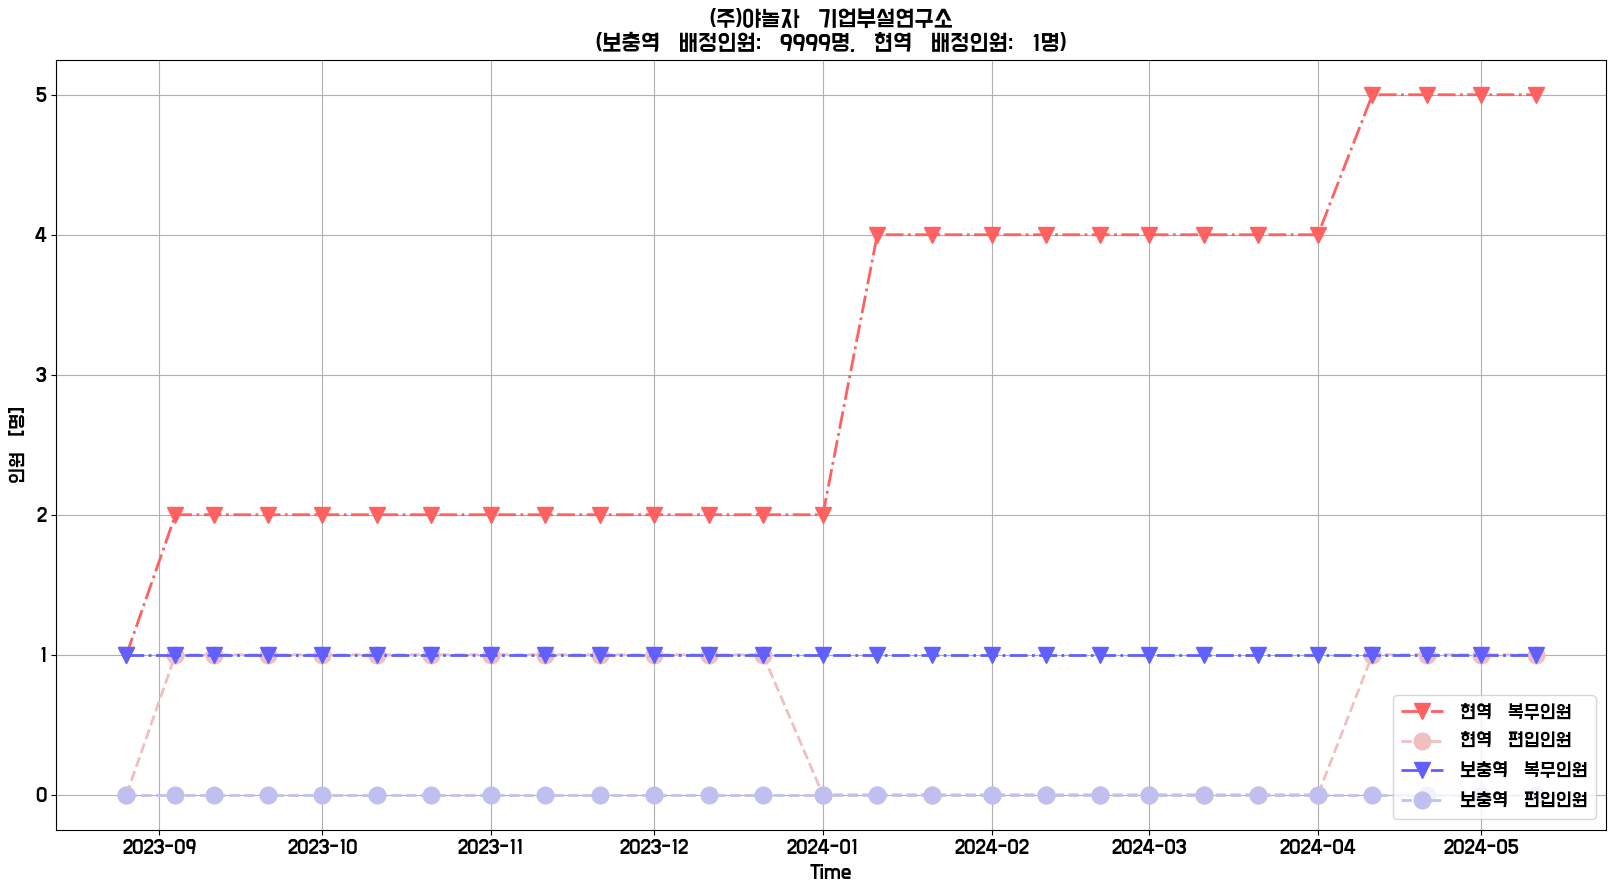 (주)야놀자 기업부설연구소
(보충역 배정인원: 9999명, 현역 배정인원: 1명)
5
4
3
2
1
0
인원 [명]
2023-09 2023-10 2023-11 2023-12 2024-01 2024-02 2024-03 2024-04 2024-05
Time
현역 복무인원
현역 편입인원
보충역 복무인원
보충역 편입인원